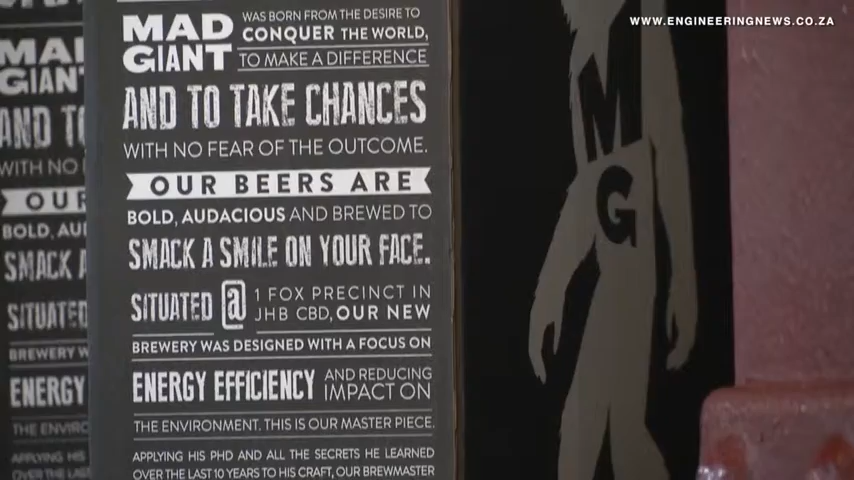 WWW.ENGINEERINGNEWS.CO.ZA
MAD GIANT
WAS BORN FROM THE DESIRE TO
CONQUER THE WORLD,
TO MAKE A DIFFERENCE
AND TO TAKE CHANCES
WITH NO FEAR OF THE OUTCOME.
OUR BEERS ARE
BOLD, AUDACIOUS AND BREWED TO
SMACK A SMILE ON YOUR FACE.
SITUATED @ 1 FOX PRECINCT IN
JHB CBD, OUR NEW
BREWERY WAS DESIGNED WITH A FOCUS ON
ENERGY EFFICIENCY AND REDUCING
IMPACT ON
THE ENVIRONMENT. THIS IS OUR MASTER PIECE.
APPLYING HIS PHD AND ALL THE SECRETS HE LEARNED
OVER THE LAST 10 YEARS TO HIS CRAFT, OUR BREWMASTER
MG